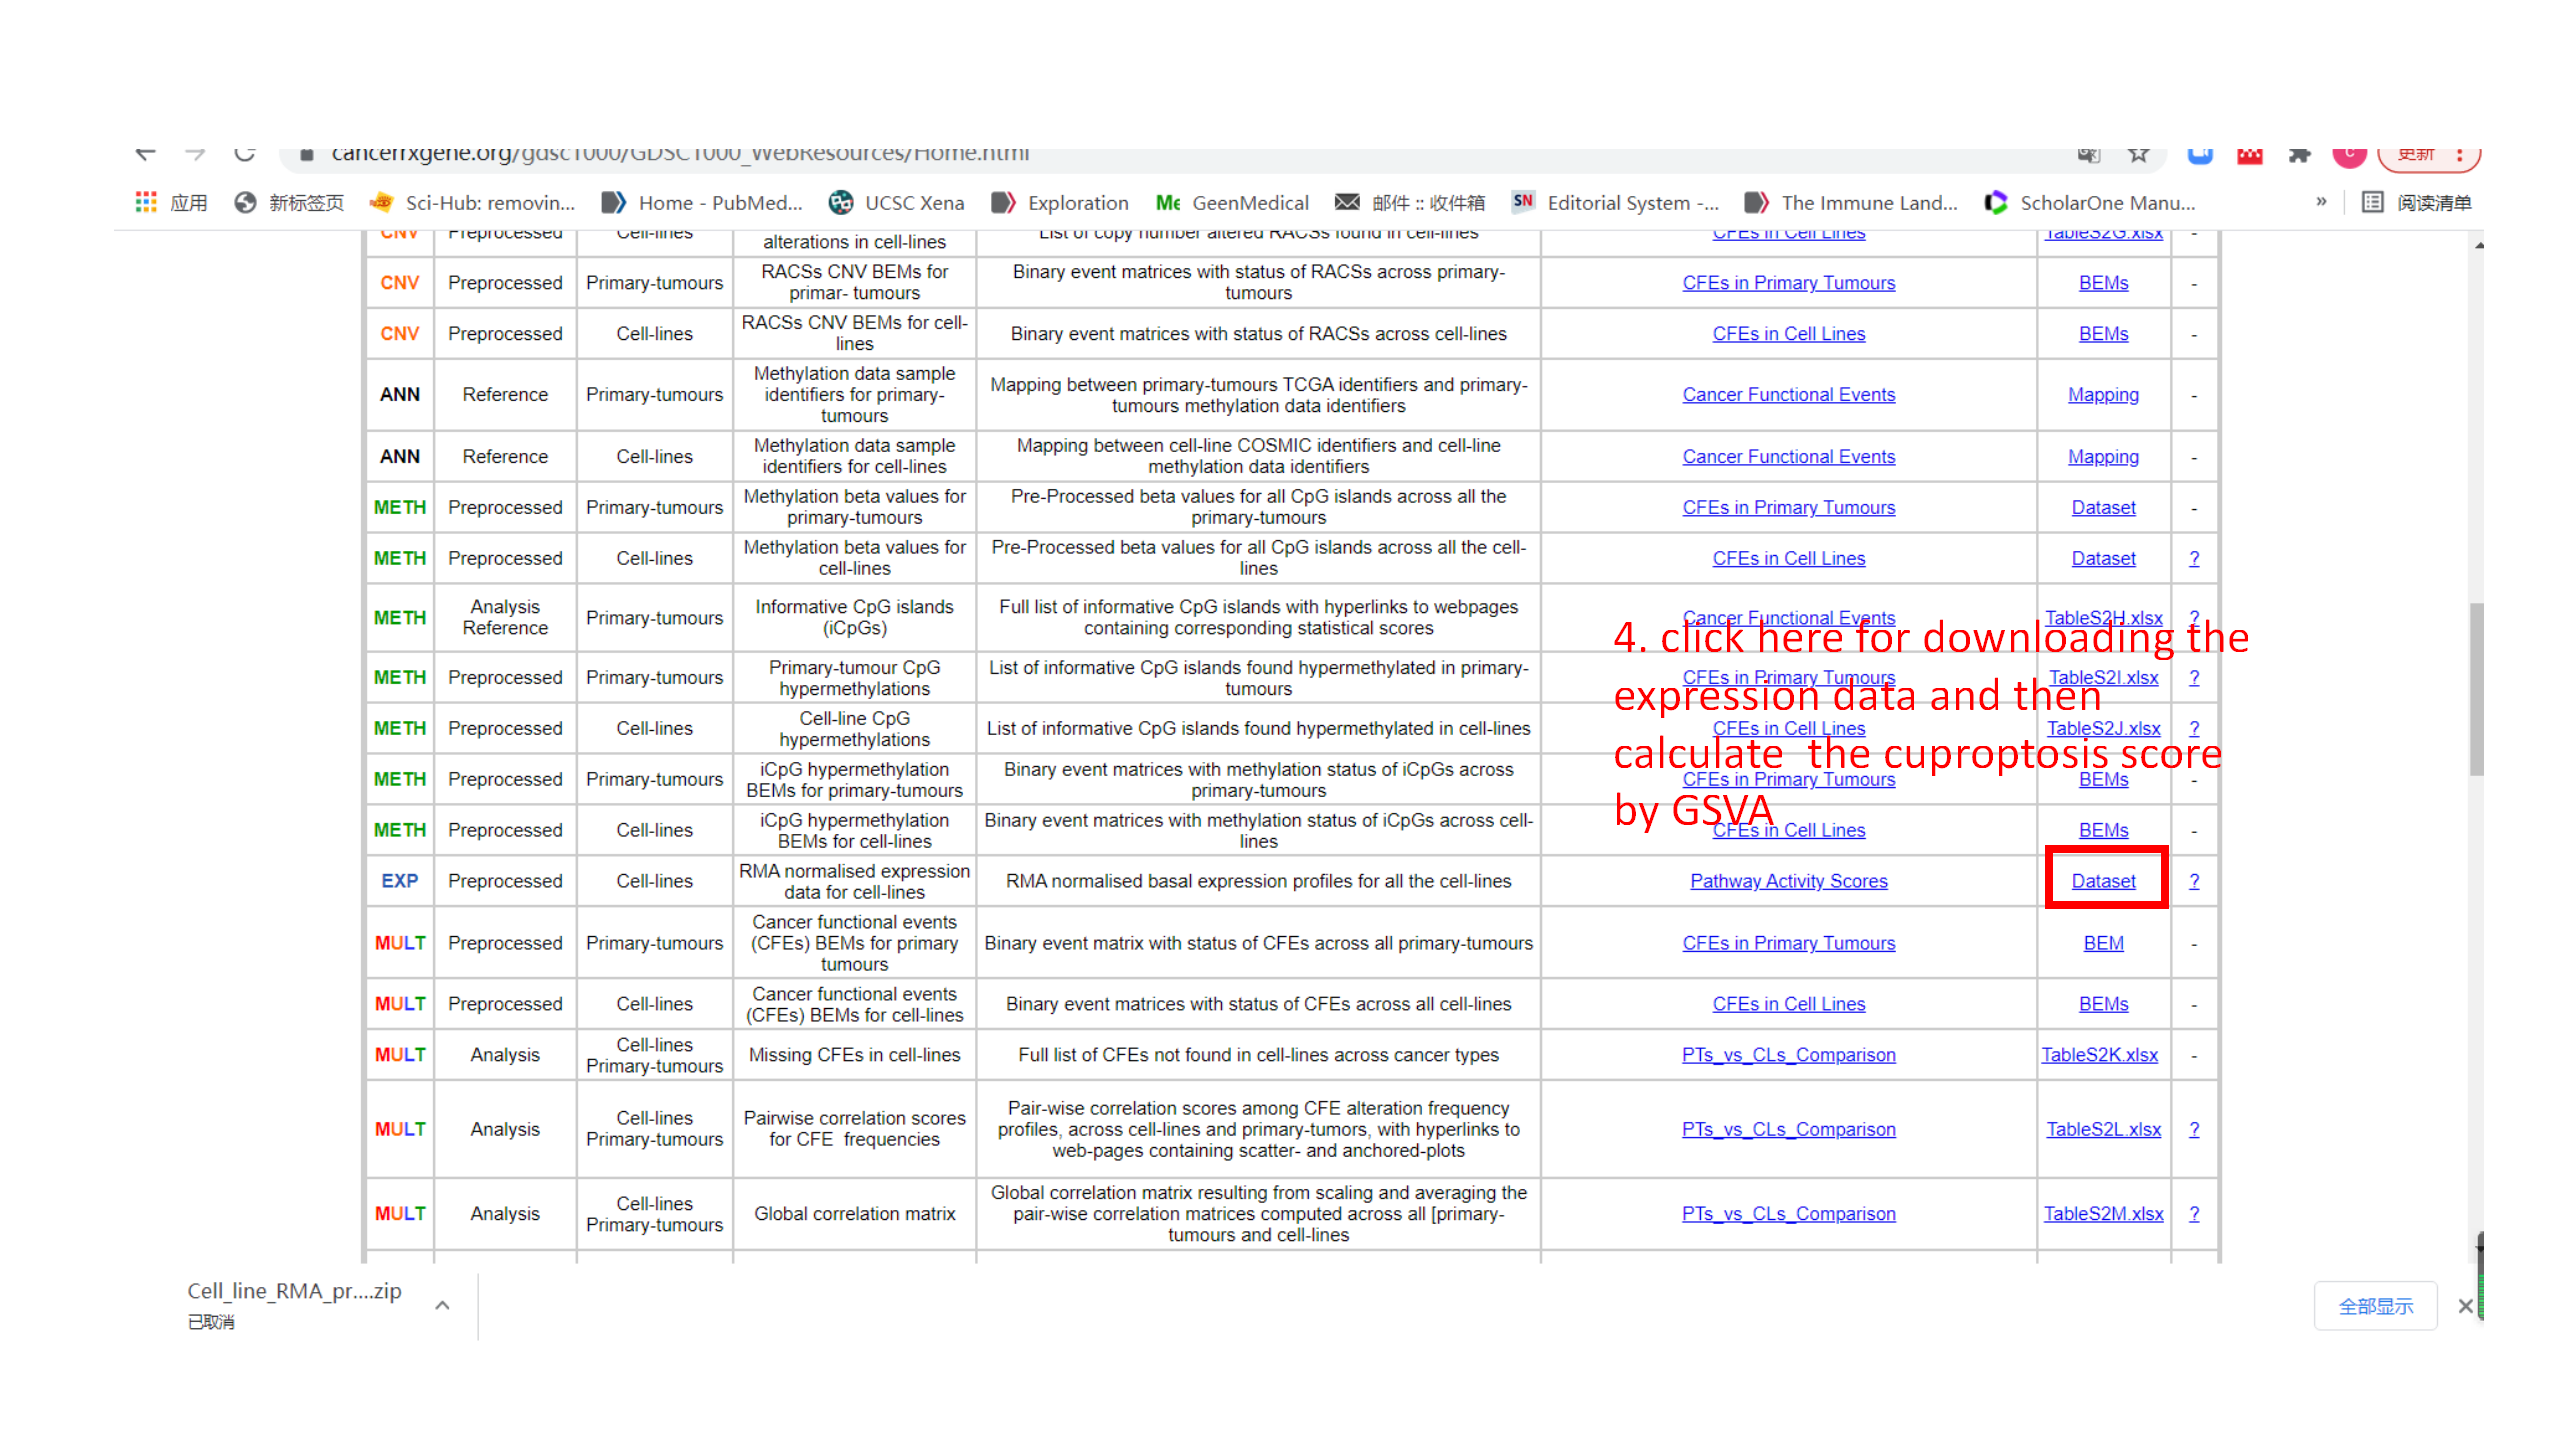 cancerrxgene.org/gdsc1000/GDSC1000_WebResources/Home.html 更新
应用 新标签页 Sci-Hub: removin... Home - PubMed... UCSC Xena Exploration Me GeenMedical 邮件 :: 收件箱 SN Editorial System -... The Immune Land... ScholarOne Manu... » 阅读清单
CNV Preprocessed Cell-lines alterations in cell-lines List of copy number altered RACSs found in cell-lines CFEs in Cell Lines TableS2G.xlsx -
CNV Preprocessed Primary-tumours RACSs CNV BEMs for primar- tumours Binary event matrices with status of RACSs across primary-tumours CFEs in Primary Tumours BEMs -
CNV Preprocessed Cell-lines RACSs CNV BEMs for cell-lines Binary event matrices with status of RACSs across cell-lines CFEs in Cell Lines BEMs -
ANN Reference Primary-tumours Methylation data sample identifiers for primary-tumours Mapping between primary-tumours TCGA identifiers and primary-tumours methylation data identifiers Cancer Functional Events Mapping -
ANN Reference Cell-lines Methylation data sample identifiers for cell-lines Mapping between cell-line COSMIC identifiers and cell-line methylation data identifiers Cancer Functional Events Mapping -
METH Preprocessed Primary-tumours Methylation beta values for primary-tumours Pre-Processed beta values for all CpG islands across all the primary-tumours CFEs in Primary Tumours Dataset -
METH Preprocessed Cell-lines Methylation beta values for cell-lines Pre-Processed beta values for all CpG islands across all the cell-lines CFEs in Cell Lines Dataset ?
METH Analysis Reference Primary-tumours Informative CpG islands (iCpGs) Full list of informative CpG islands with hyperlinks to webpages containing corresponding statistical scores Cancer Functional Events TableS2H.xlsx ?
METH Preprocessed Primary-tumours Primary-tumour CpG hypermethylations List of informative CpG islands found hypermethylated in primary-tumours CFEs in Primary Tumours TableS2I.xlsx ?
METH Preprocessed Cell-lines Cell-line CpG hypermethylations List of informative CpG islands found hypermethylated in cell-lines CFEs in Cell Lines TableS2J.xlsx ?
METH Preprocessed Primary-tumours iCpG hypermethylation BEMs for primary-tumours Binary event matrices with methylation status of iCpGs across primary-tumours CFEs in Primary Tumours BEMs -
METH Preprocessed Cell-lines iCpG hypermethylation BEMs for cell-lines Binary event matrices with methylation status of iCpGs across cell-lines CFEs in Cell Lines BEMs -
4. click here for downloading the
expression data and then
calculate the cuproptosis score
by GSVA
EXP Preprocessed Cell-lines RMA normalised expression data for cell-lines RMA normalised basal expression profiles for all the cell-lines Pathway Activity Scores Dataset ?
MULT Preprocessed Primary-tumours Cancer functional events (CFEs) BEMs for primary tumours Binary event matrix with status of CFEs across all primary-tumours CFEs in Primary Tumours BEM -
MULT Preprocessed Cell-lines Cancer functional events (CFEs) BEMs for cell-lines Binary event matrices with status of CFEs across all cell-lines CFEs in Cell Lines BEMs -
MULT Analysis Cell-lines Primary-tumours Missing CFEs in cell-lines Full list of CFEs not found in cell-lines across cancer types PTs_vs_CLs_Comparison TableS2K.xlsx -
MULT Analysis Cell-lines Primary-tumours Pairwise correlation scores for CFE frequencies Pair-wise correlation scores among CFE alteration frequency profiles, across cell-lines and primary-tumors, with hyperlinks to web-pages containing scatter- and anchored-plots PTs_vs_CLs_Comparison TableS2L.xlsx ?
MULT Analysis Cell-lines Primary-tumours Global correlation matrix Global correlation matrix resulting from scaling and averaging the pair-wise correlation matrices computed across all [primary-tumours and cell-lines PTs_vs_CLs_Comparison TableS2M.xlsx ?
Cell_line_RMA_pr....zip
已取消
全部显示